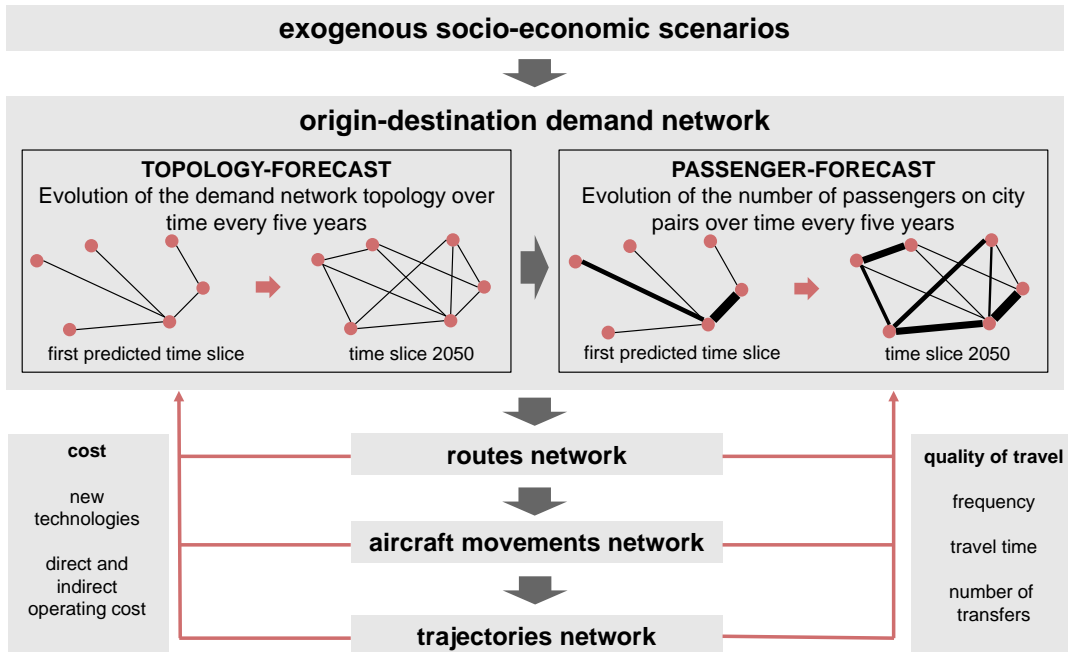 exogenous socio-economic scenarios
origin-destination demand network
TOPOLOGY-FORECAST
Evolution of the demand network topology over
time every five years
first predicted time slice
time slice 2050
PASSENGER-FORECAST
Evolution of the number of passengers on city
pairs over time every five years
first predicted time slice
time slice 2050
cost
new
technologies
direct and
indirect
operating cost
routes network
aircraft movements network
trajectories network
quality of travel
frequency
travel time
number of
transfers